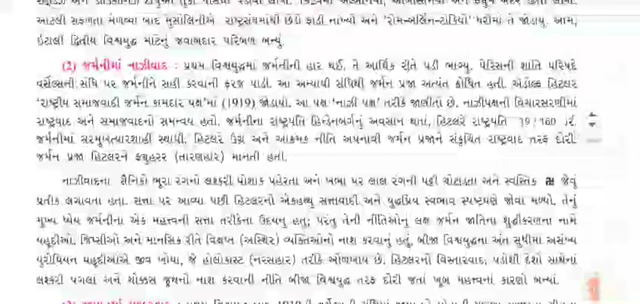 આટલી સફળતા મેળવ્યા બાદ મુસોલિનીએ રાષ્ટ્રસંઘમાંથી છેડો ફાડી નાખ્યો અને 'રોમ-બર્લિન-ટોકિયો' ધરીમાં તે જોડાયુ. આમ,
ઇટાલી દ્વિતીય વિશ્વયુદ્ધ માટેનું જવાબદાર પરિબળ બન્યું.
(2) જર્મનીમાં નાઝીવાદ : પ્રથમ વિશ્વયુદ્ધમાં જર્મનીની હાર થઈ. તે આર્થિક રીતે પડી ભાગ્યુ. પેરિસની શાંતિ પરિષદે
વર્સેલ્સની સંધિ પર જર્મનીને સહી કરવાની ફરજ પાડી. આ અન્યાયી સંધિથી જર્મન પ્રજા અત્યંત ક્રોધિત હતી. એડોલ્ફ હિટલર
'રાષ્ટ્રીય સમાજવાદી જર્મન કામદાર પક્ષ'માં (1919) જોડાયો. આ પક્ષ 'નાઝી પક્ષ' તરીકે જાણીતો છે. નાઝીપક્ષની વિચારસરણીમાં
રાષ્ટ્રવાદ અને સમાજવાદનો સમન્વય હતો. જર્મનીના રાષ્ટ્રપતિ હિન્ડેનબર્ગનું અવસાન થતાં, હિટલરે રાષ્ટ્રપતિ
જર્મનીમાં સરમુખત્યારશાહી સ્થાપી. હિટલરે ઉગ્ર અને આક્રમક નીતિ અપનાવી જર્મન પ્રજાને સંકુચિત રાષ્ટ્રવાદ તરફ દોરી.
જર્મન પ્રજા હિટલરને ફ્યુહરર (તારણહાર) માનતી હતી.
નાઝીવાદના સૈનિકો ભૂરા રંગનો લશ્કરી પોશાક પહેરતા અને ખભા પર લાલ રંગની પટ્ટી ચોંટાડતા અને સ્વસ્તિક 卐 જેવું
પ્રતીક લગાવતા હતા. સત્તા પર આવ્યા પછી હિટલરનો એકહથ્થુ સત્તાવાદી અને યુદ્ધપ્રિય સ્વભાવ સ્પષ્ટપણે જોવા મળ્યો. તેનું
મુખ્ય ધ્યેય જર્મનીના એક મહત્ત્વની સત્તા તરીકેના ઉદયનુ હતુ; પરંતુ તેની નીતિઓનું લક્ષ જર્મન જાતિના શુદ્ધીકરણના નામે
યહૂદીઓ, જિપ્સીઓ અને માનસિક રીતે વિક્ષિપ્ત (અસ્થિર) વ્યક્તિઓનો નાશ કરવાનું હતું. બીજા વિશ્વયુદ્ધના અંત સુધીમાં અસંખ્ય
યુરોપિયન યહૂદીઓએ જીવ ખોયા, જે હોલોકાસ્ટ (નરસંહાર) તરીકે ઓળખાય છે. હિટલરનો વિસ્તારવાદ, પડોશી દેશો સાથેનાં
લશ્કરી પગલા અને ચોક્કસ જૂથનો નાશ કરવાની નીતિ બીજા વિશ્વયુદ્ધ તરફ દોરી જતાં ખૂબ મહત્ત્વનાં કારણો બન્યાં.